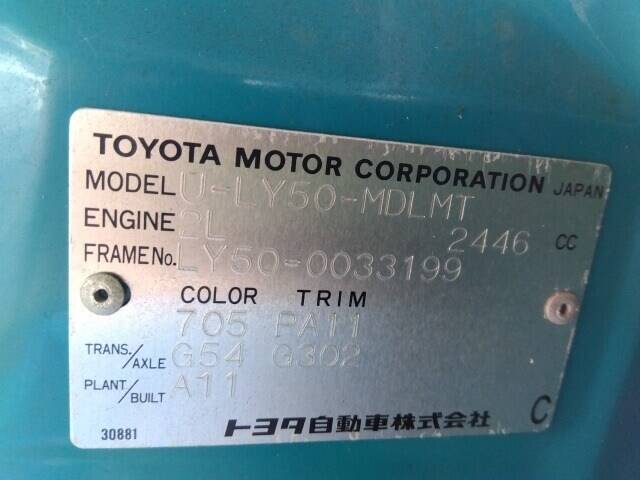 TOYOTA MOTOR CORPORATION JAPAN
MODEL U-LY50-MDLMT
ENGINE 2L 2446 CC
FRAME No. LY50-0033199
COLOR TRIM
705 PA11
TRANS./AXLE G54 G302
PLANT/BUILT A11
30881 トヨタ自動車株式会社 C